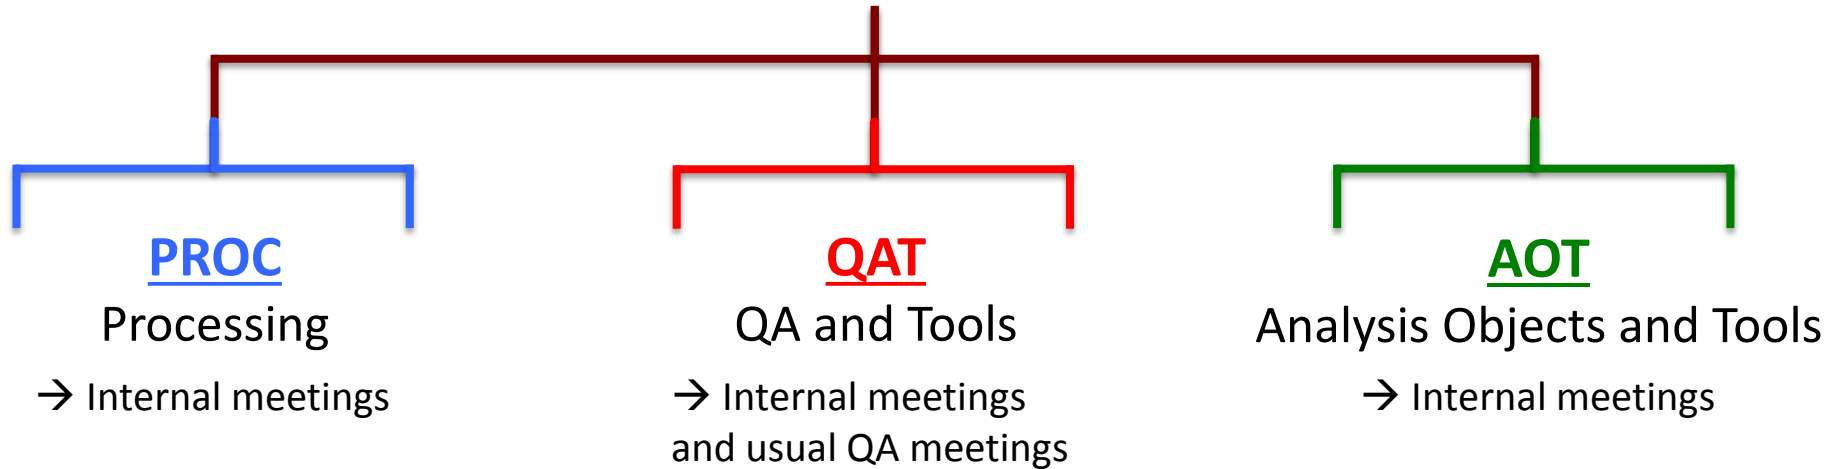 PROC
Processing
→ Internal meetings
QAT
QA and Tools
→ Internal meetings
and usual QA meetings
AOT
Analysis Objects and Tools
→ Internal meetings